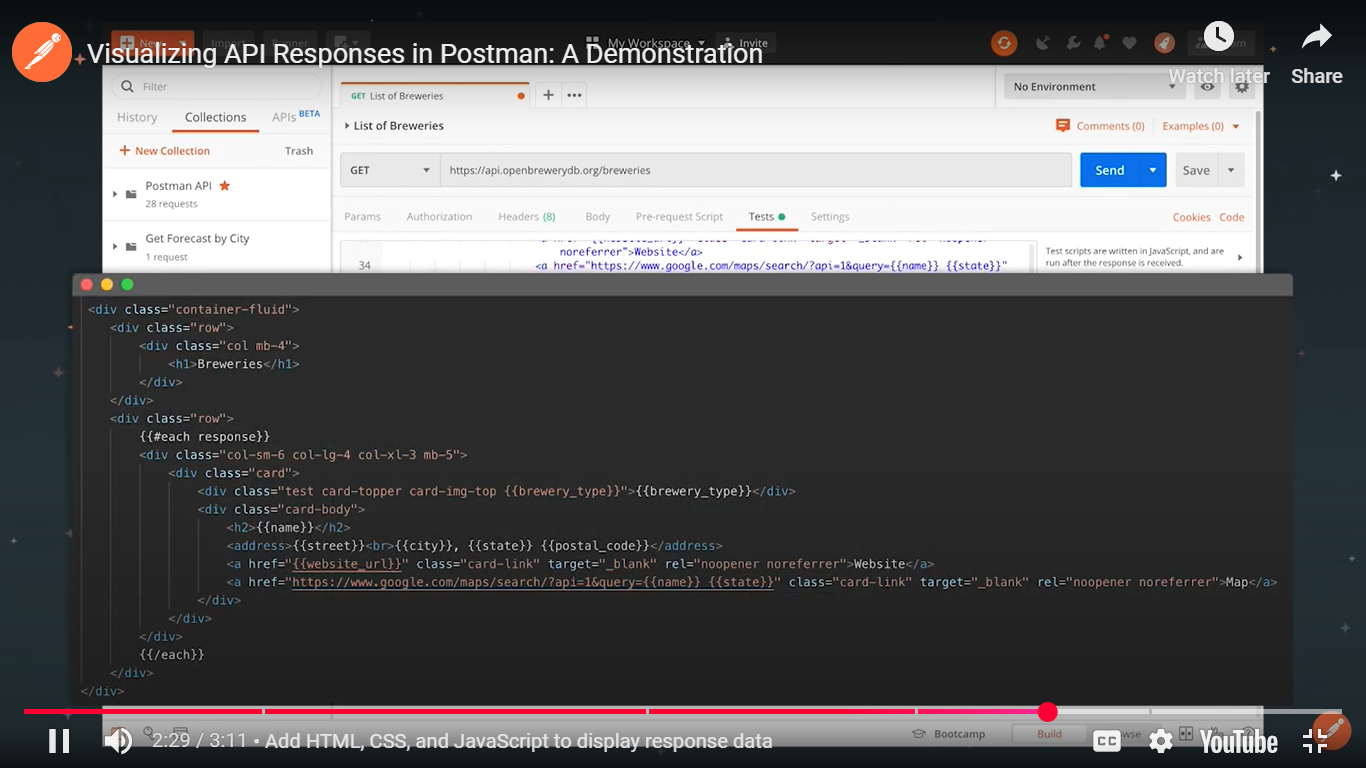 Visualizing API Responses in Postman: A Demonstration
Watch later
Share
New
Import
Runner
My Workspace
Invite
Filter
History
Collections
APIs BETA
New Collection
Trash
Postman API
28 requests
Get Forecast by City
1 request
GET List of Breweries
No Environment
List of Breweries
Comments (0)
Examples (0)
GET
https://api.openbrewerydb.org/breweries
Send
Save
Params
Authorization
Headers (8)
Body
Pre-request Script
Tests
Settings
Cookies
Code
noreferrer">Website</a>
34
<a href="https://www.google.com/maps/search/?api=1&query={{name}} {{state}}"
Test scripts are written in JavaScript, and are
run after the response is received.
<div class="container-fluid">
<div class="row">
<div class="col mb-4">
<h1>Breweries</h1>
</div>
</div>
<div class="row">
{{#each response}}
<div class="col-sm-6 col-lg-4 col-xl-3 mb-5">
<div class="card">
<div class="test card-topper card-img-top {{brewery_type}}">{{brewery_type}}</div>
<div class="card-body">
<h2>{{name}}</h2>
<address>{{street}}<br>{{city}}, {{state}} {{postal_code}}</address>
<a href="{{website_url}}" class="card-link" target="_blank" rel="noopener noreferrer">Website</a>
<a href="https://www.google.com/maps/search/?api=1&query={{name}} {{state}}" class="card-link" target="_blank" rel="noopener noreferrer">Map</a>
</div>
</div>
</div>
{{/each}}
</div>
</div>
2:29 / 3:11 • Add HTML, CSS, and JavaScript to display response data
Bootcamp
Build
CC
YouTube